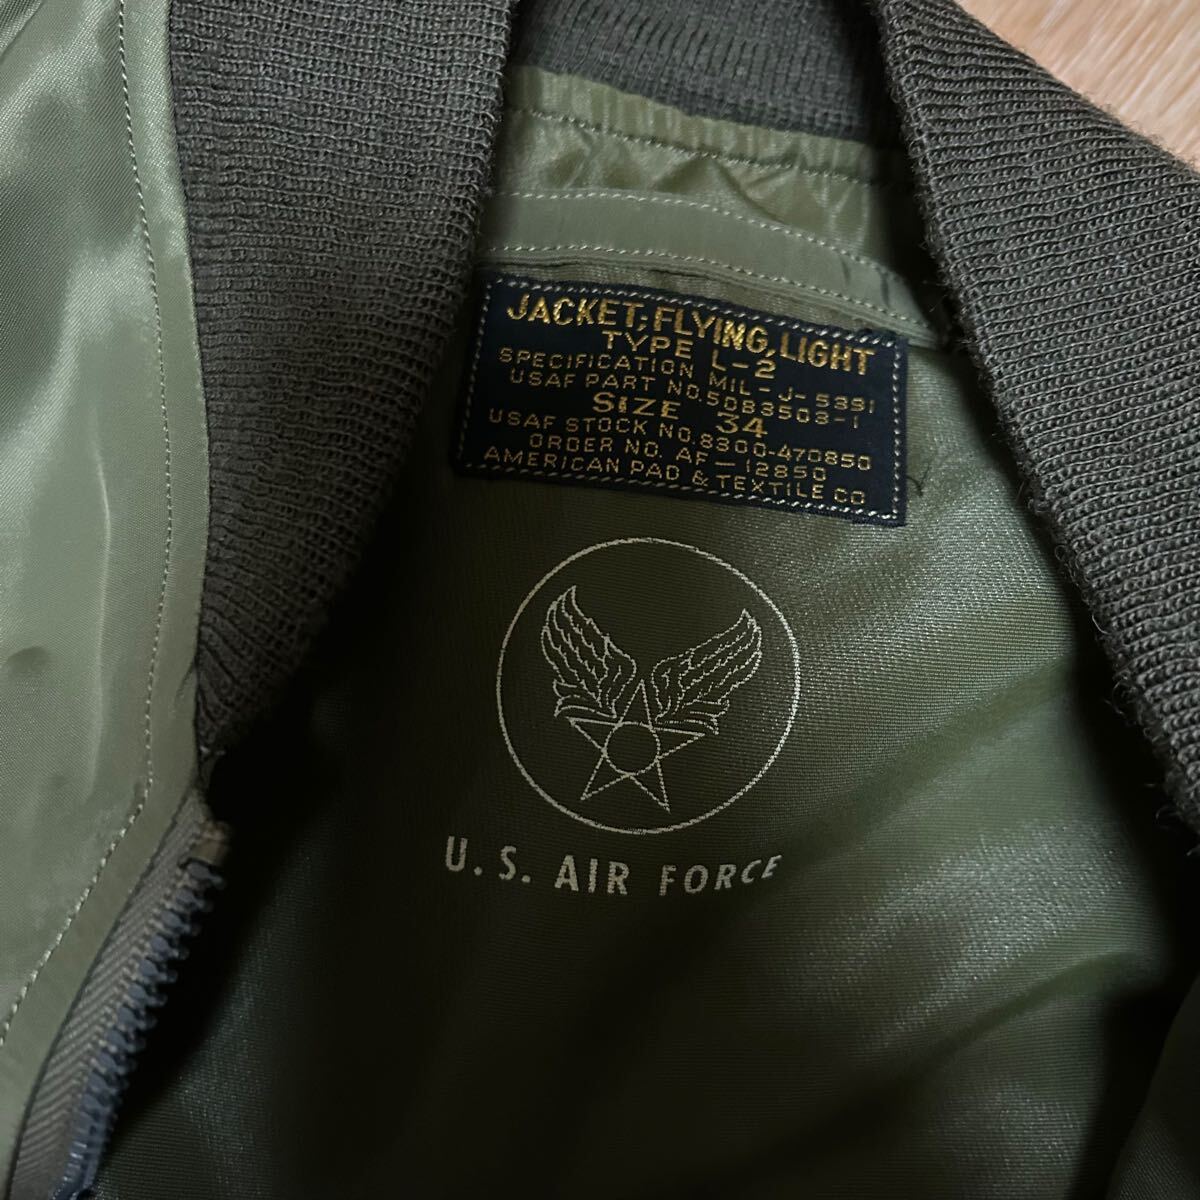 JACKET, FLYING, LIGHT
TYPE L-2
SPECIFICATION MIL-J-5391
USAF PART NO. 50B3503-1
SIZE 34
USAF STOCK NO. 8300-470850
ORDER NO. AF-12850
AMERICAN PAD & TEXTILE CO
U.S. AIR FORCE